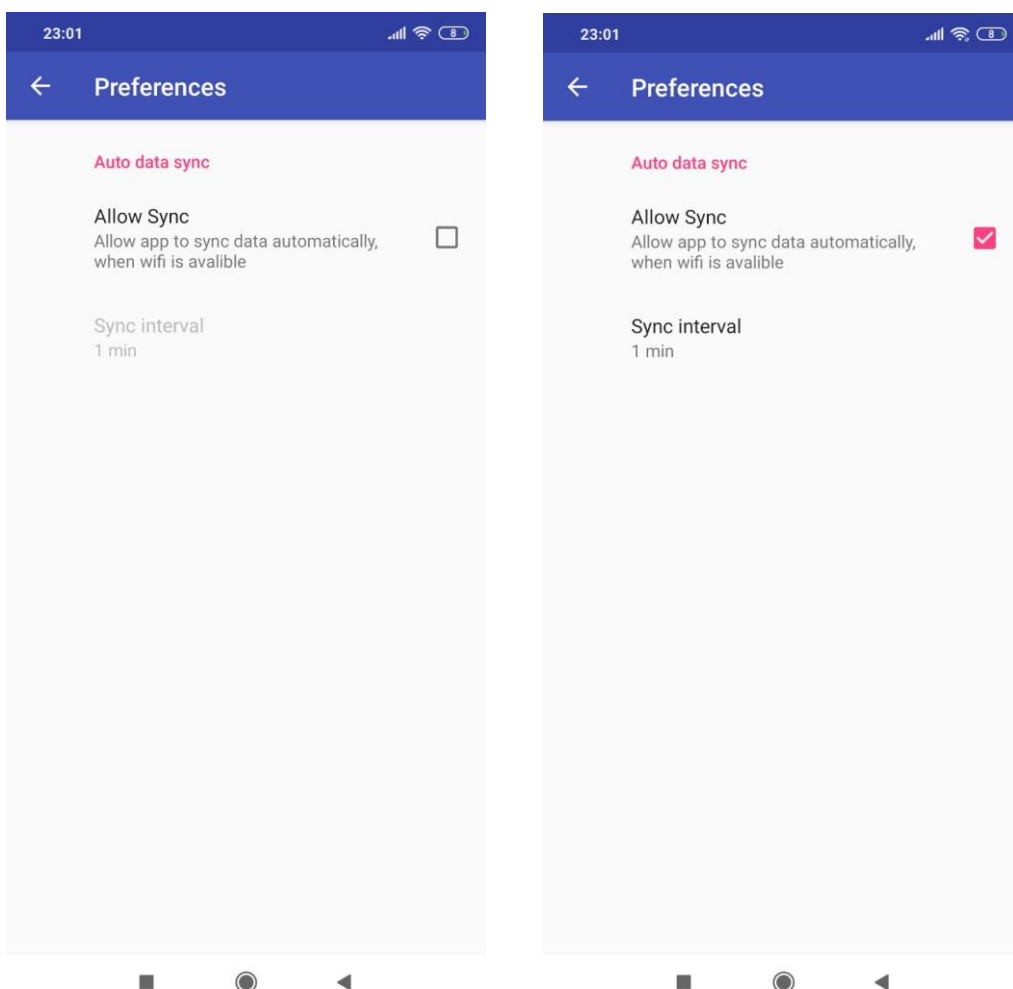 23:01
8
Preferences
Auto data sync
Allow Sync
Allow app to sync data automatically,
when wifi is avalible
Sync interval
1 min
23:01
8
Preferences
Auto data sync
Allow Sync
Allow app to sync data automatically,
when wifi is avalible
Sync interval
1 min